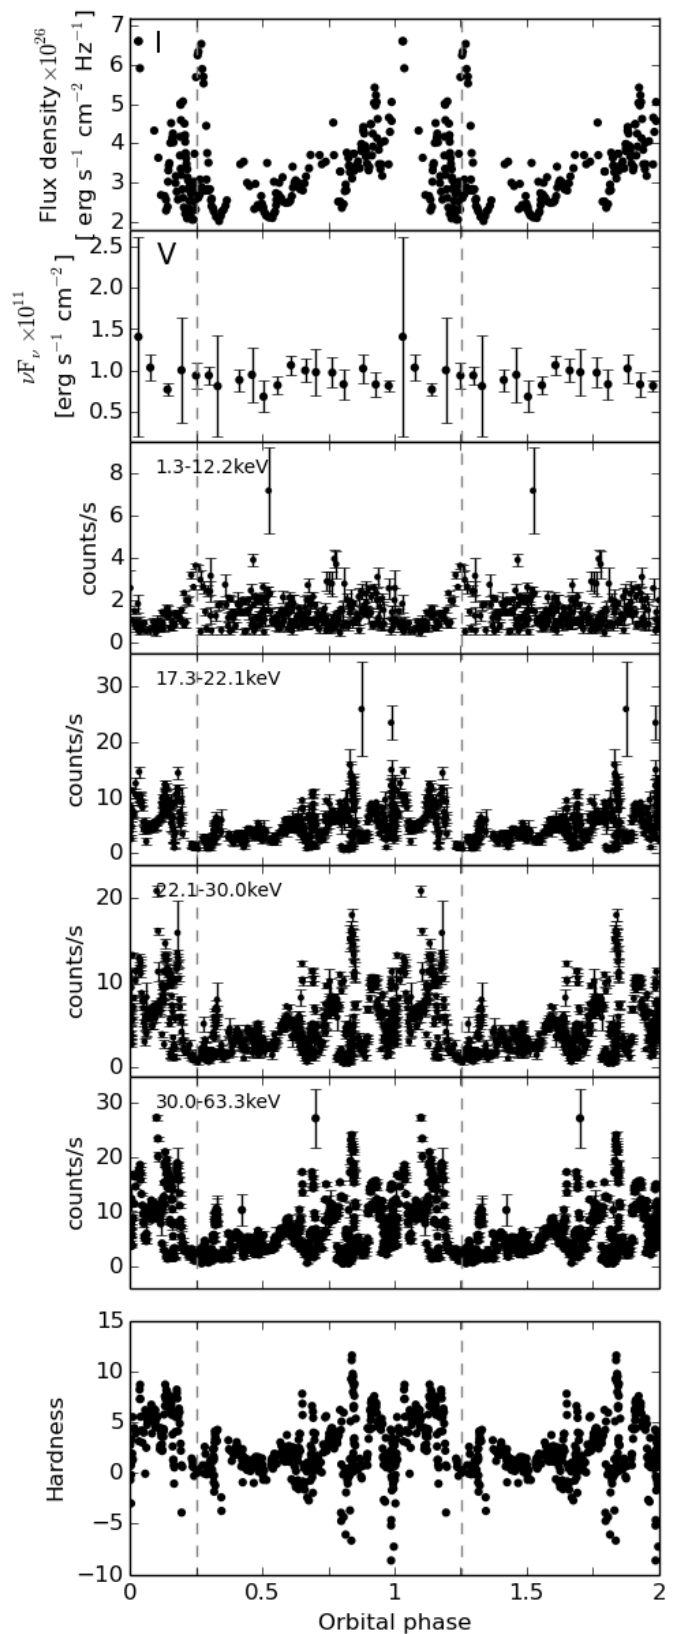 Flux density ×10²⁶
[erg s⁻¹ cm⁻² Hz⁻¹]
I
7
6
5
4
3
2
νFν ×10¹¹
[erg s⁻¹ cm⁻²]
V
2.5
2.0
1.5
1.0
0.5
counts/s
1.3-12.2keV
8
6
4
2
0
counts/s
17.3-22.1keV
30
20
10
0
counts/s
22.1-30.0keV
20
10
0
counts/s
30.0-63.3keV
30
20
10
0
Hardness
15
10
5
0
−5
−10
0 0.5 1 1.5 2
Orbital phase